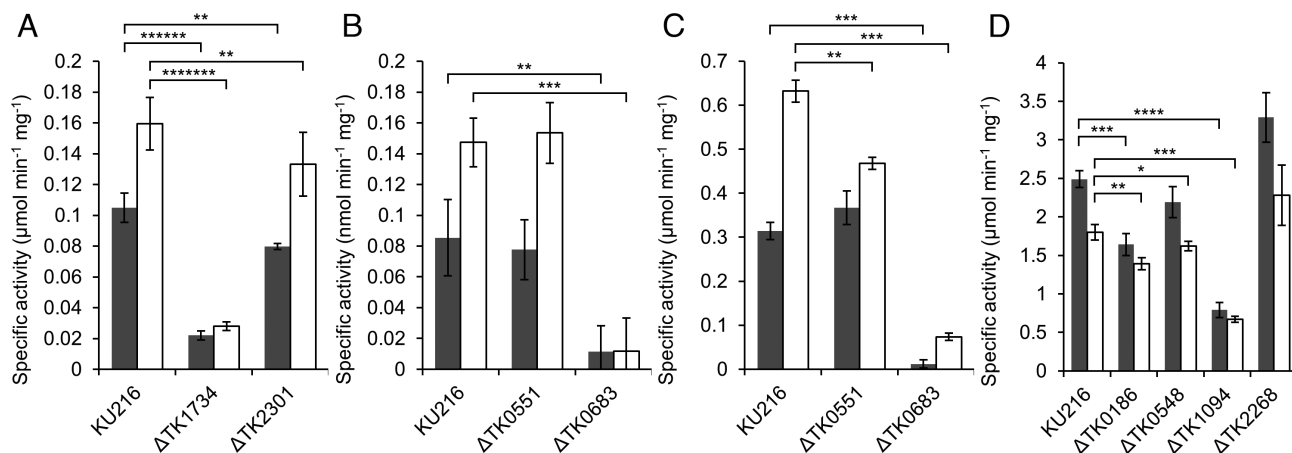 A
Specific activity (μmol min-1 mg-1)
0.2
0.18
0.16
0.14
0.12
0.1
0.08
0.06
0.04
0.02
0
**
******
**
*******
KU216
ΔTK1734
ΔTK2301
B
Specific activity (nmol min-1 mg-1)
0.2
0.18
0.16
0.14
0.12
0.1
0.08
0.06
0.04
0.02
0
**
***
KU216
ΔTK0551
ΔTK0683
C
Specific activity (μmol min-1 mg-1)
0.7
0.6
0.5
0.4
0.3
0.2
0.1
0
***
***
**
KU216
ΔTK0551
ΔTK0683
D
Specific activity (μmol min-1 mg-1)
4
3.5
3
2.5
2
1.5
1
0.5
0
****
***
***
*
**
KU216
ΔTK0186
ΔTK0548
ΔTK1094
ΔTK2268